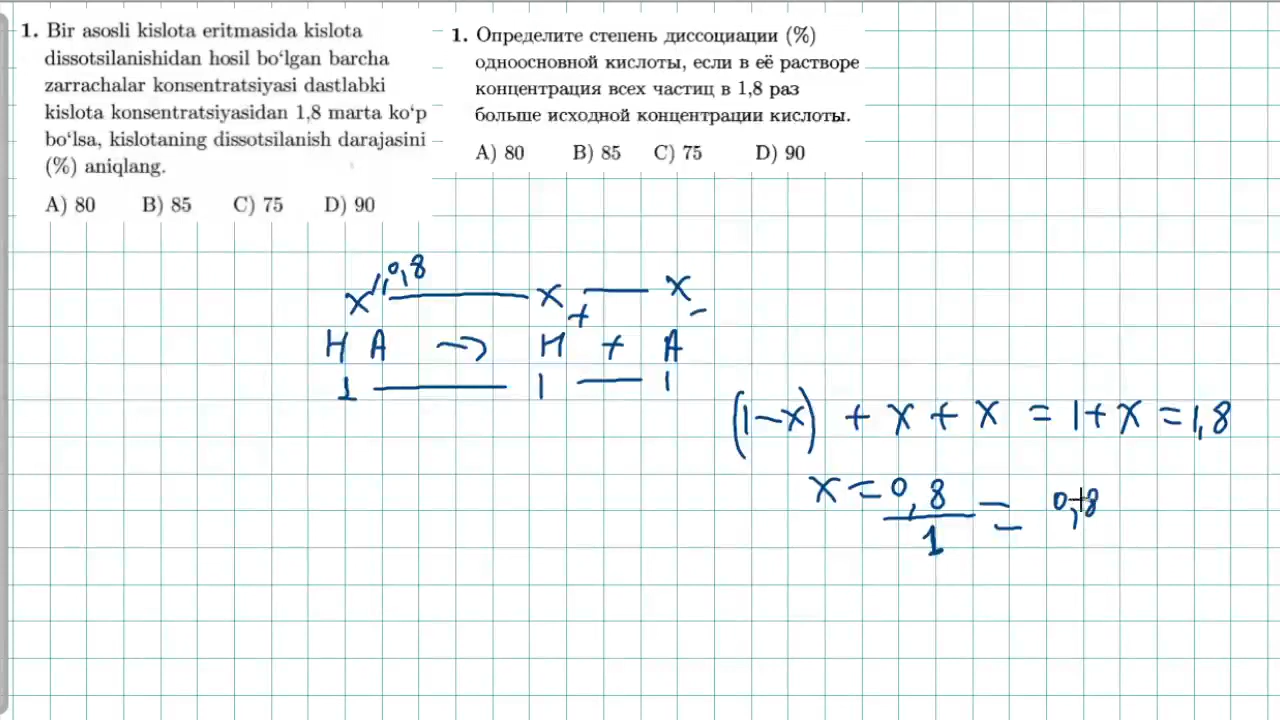 1. Bir asosli kislota eritmasida kislota
dissotsilanishidan hosil bo‘lgan barcha
zarrachalar konsentratsiyasi dastlabki
kislota konsentratsiyasidan 1,8 marta ko‘p
bo‘lsa, kislotaning dissotsilanish darajasini
(%) aniqlang.
A) 80 B) 85 C) 75 D) 90
1. Определите степень диссоциации (%)
одноосновной кислоты, если в её растворе
концентрация всех частиц в 1,8 раз
больше исходной концентрации кислоты.
A) 80 B) 85 C) 75 D) 90
0,8
x — x — x
+ -
H A → H + A
1 — 1 — 1
(1-x) + x + x = 1+x = 1,8
x = 0,8 / 1 = 0,8